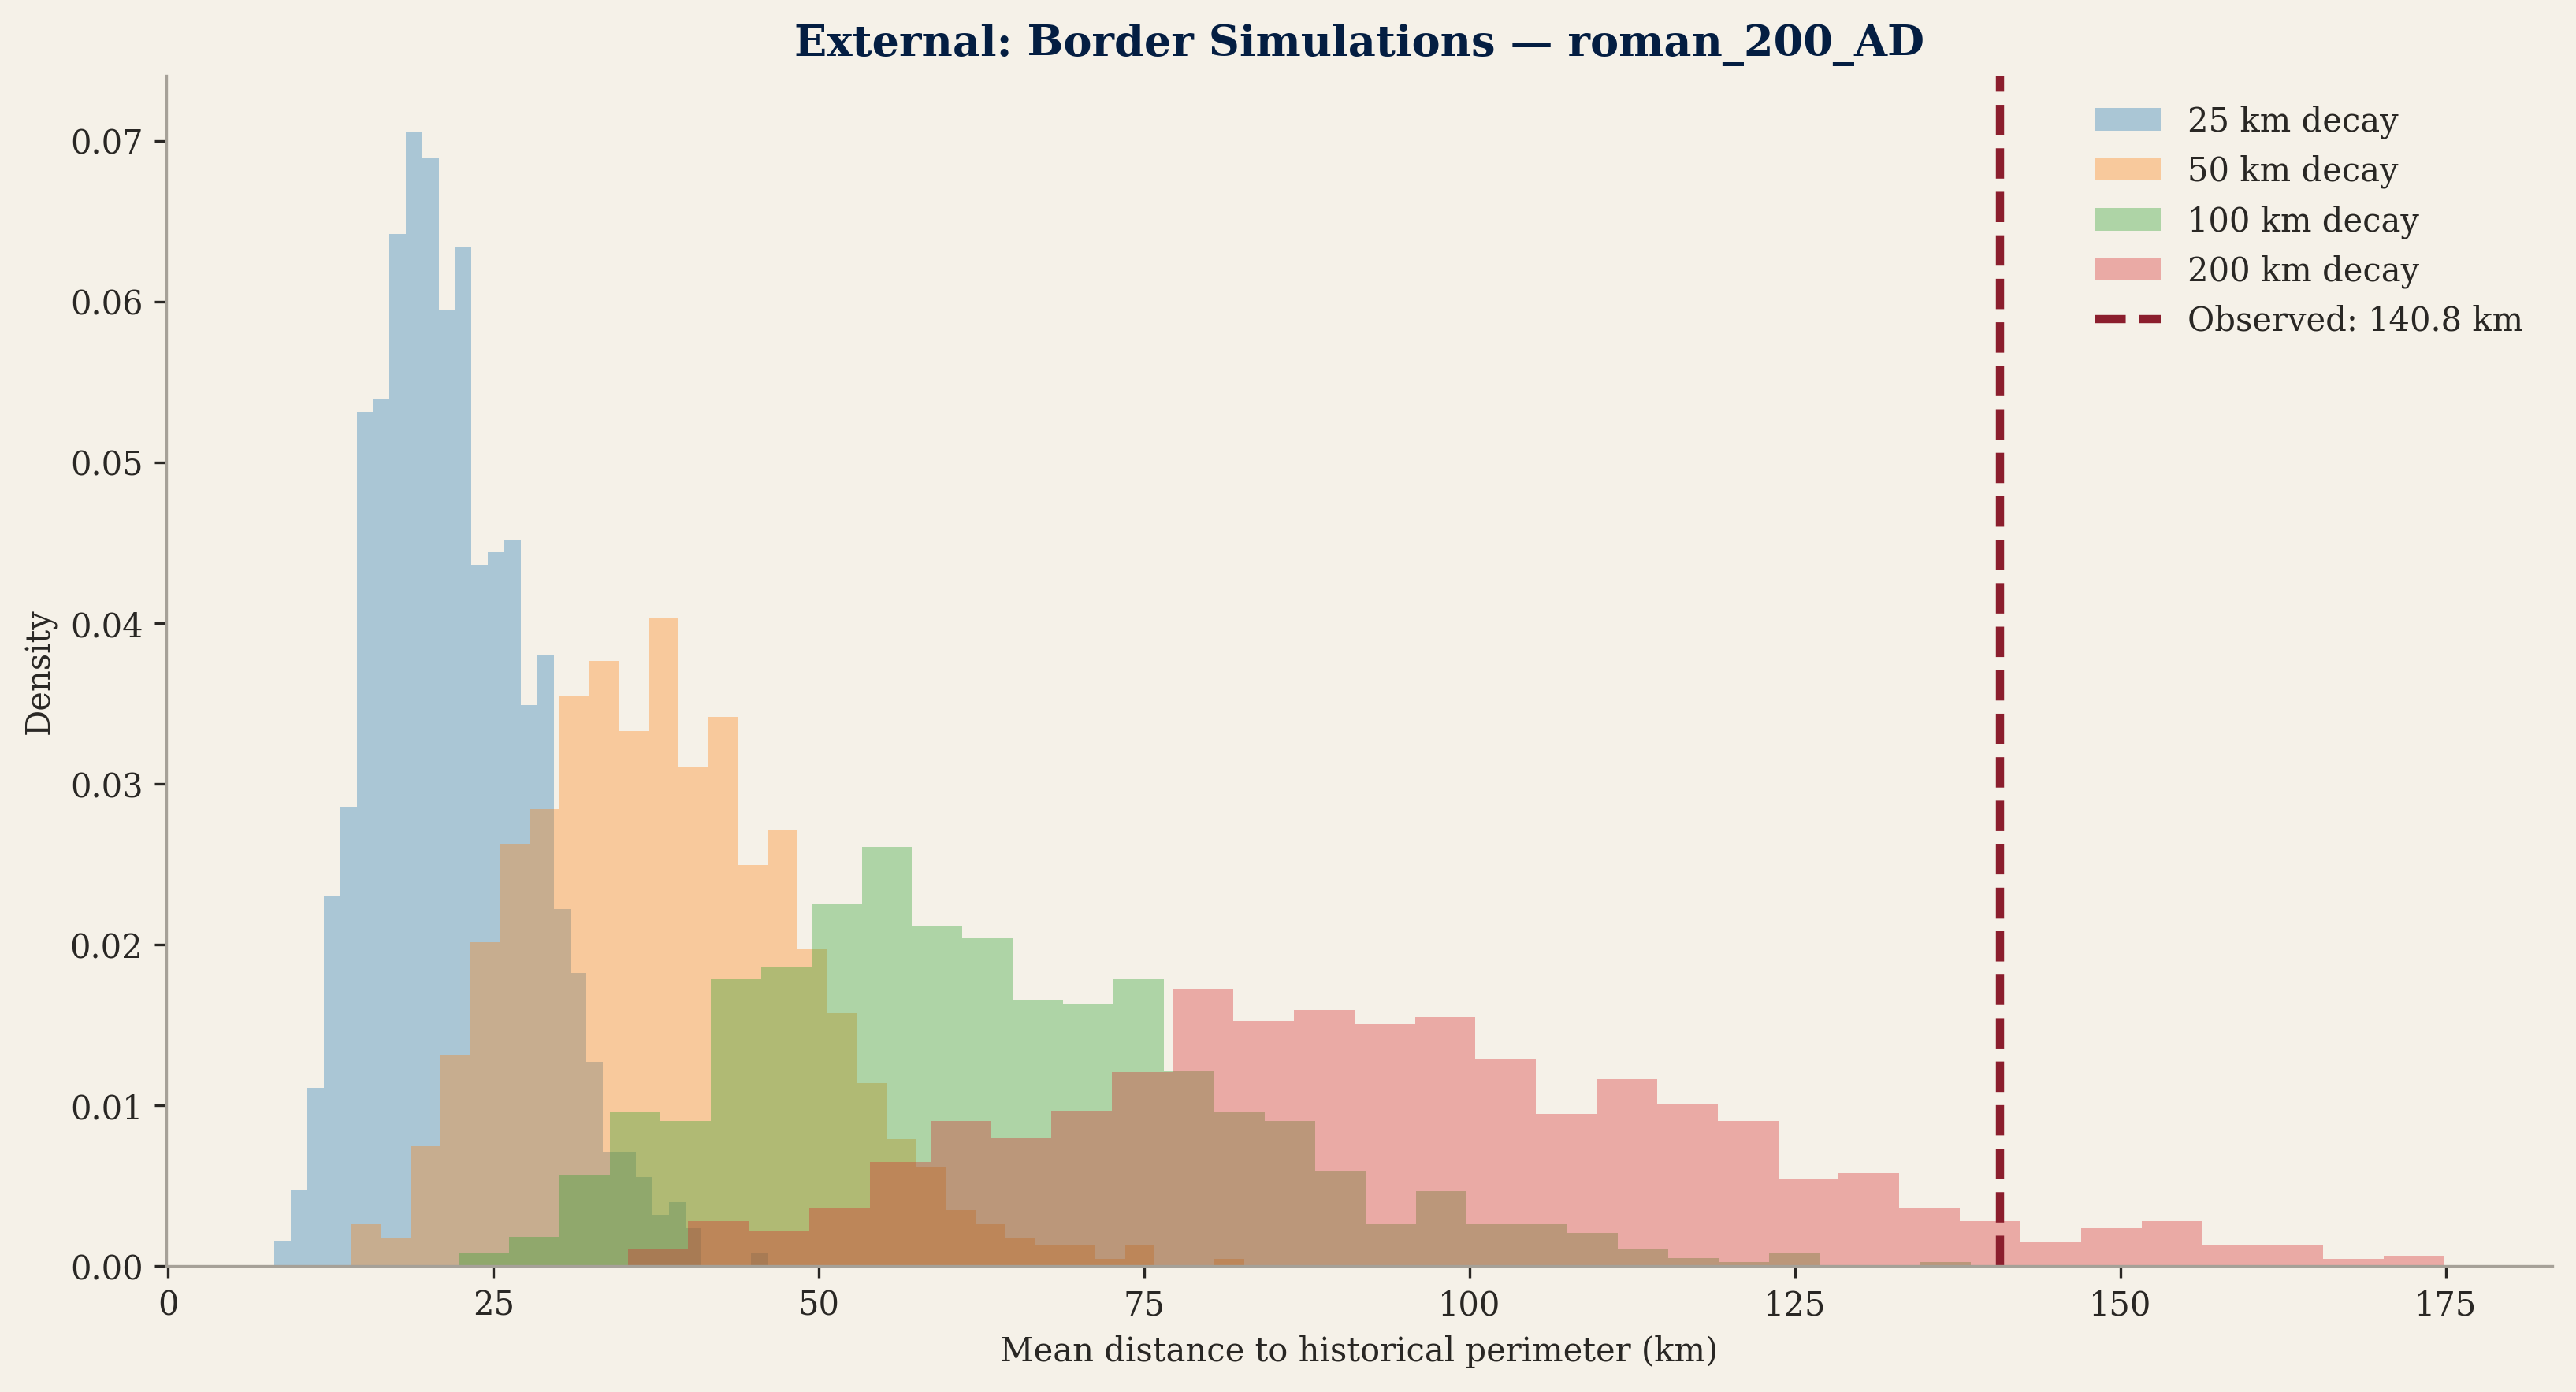 External: Border Simulations — roman_200_AD
25 km decay
50 km decay
100 km decay
200 km decay
Observed: 140.8 km
Density
0.07
0.06
0.05
0.04
0.03
0.02
0.01
0.00
0
25
50
75
100
125
150
175
Mean distance to historical perimeter (km)